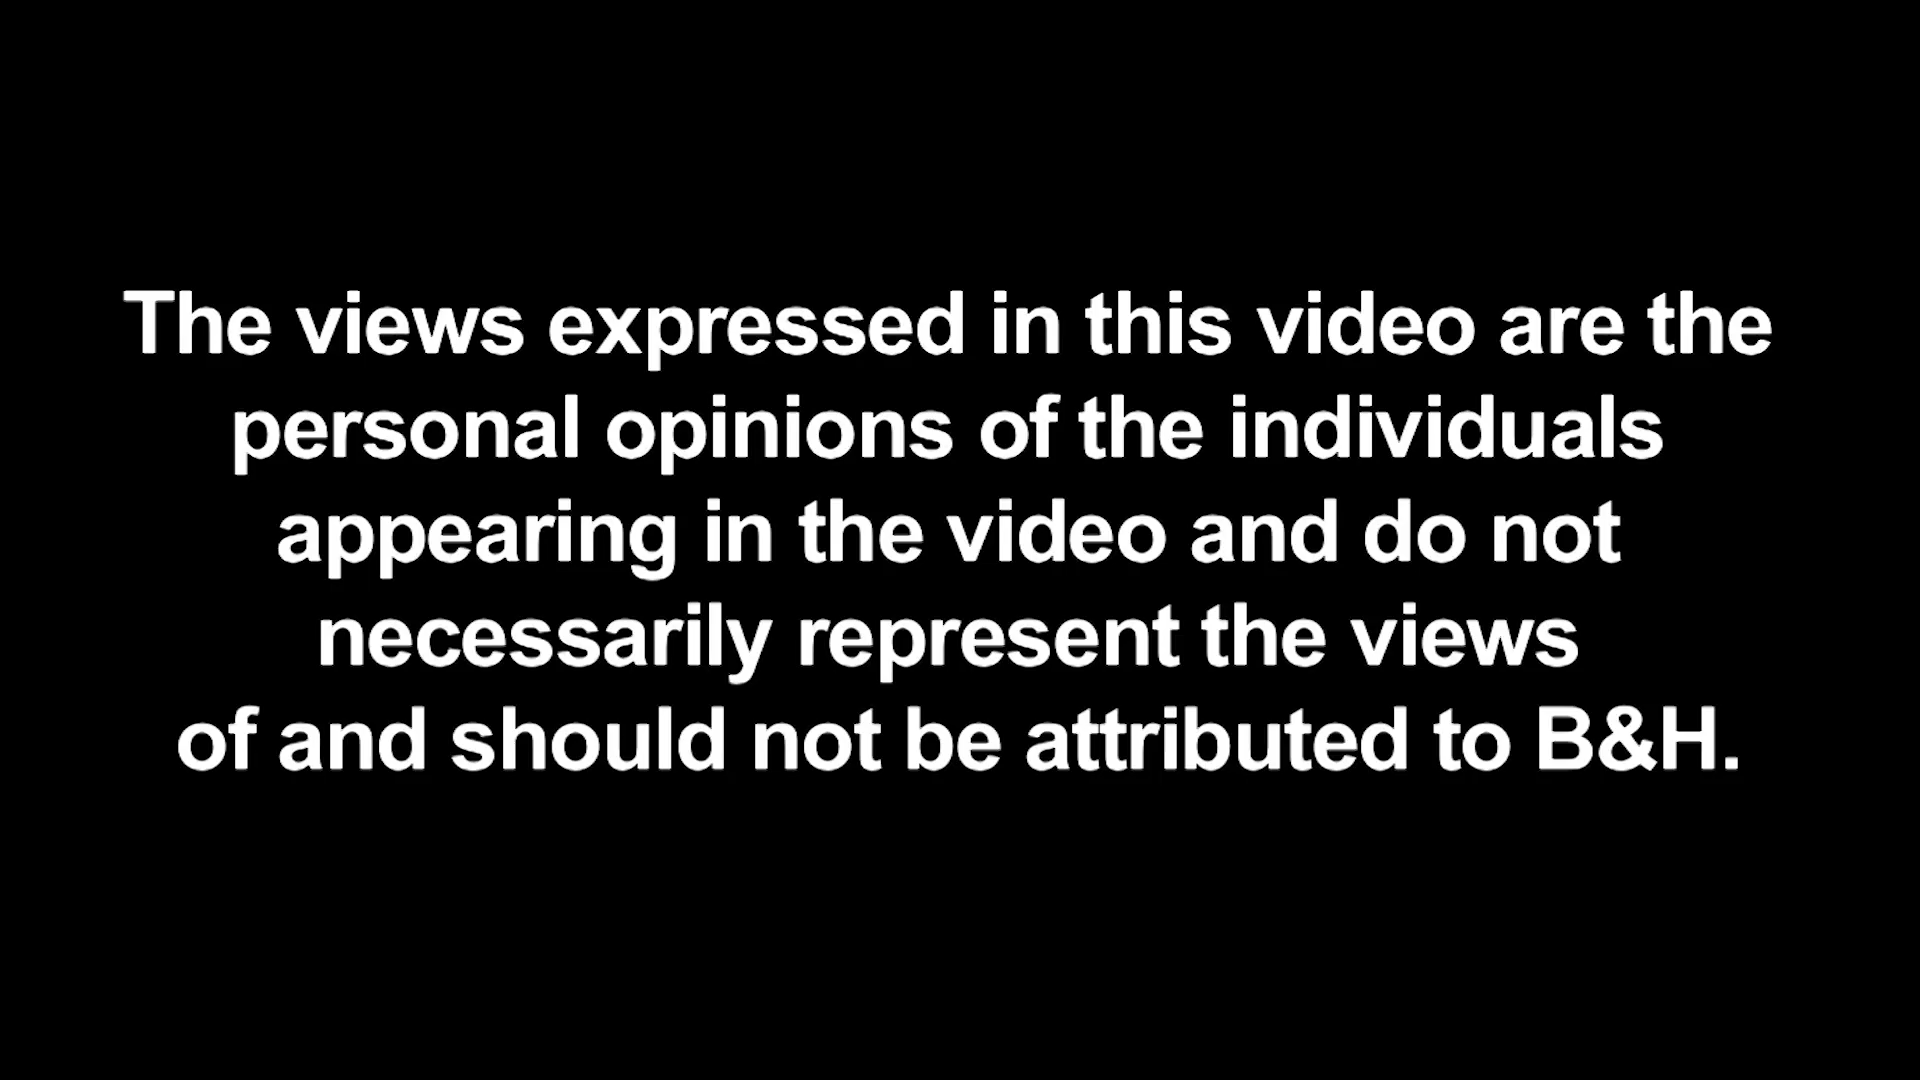 The views expressed in this video are the
personal opinions of the individuals
appearing in the video and do not
necessarily represent the views
of and should not be attributed to B&H.